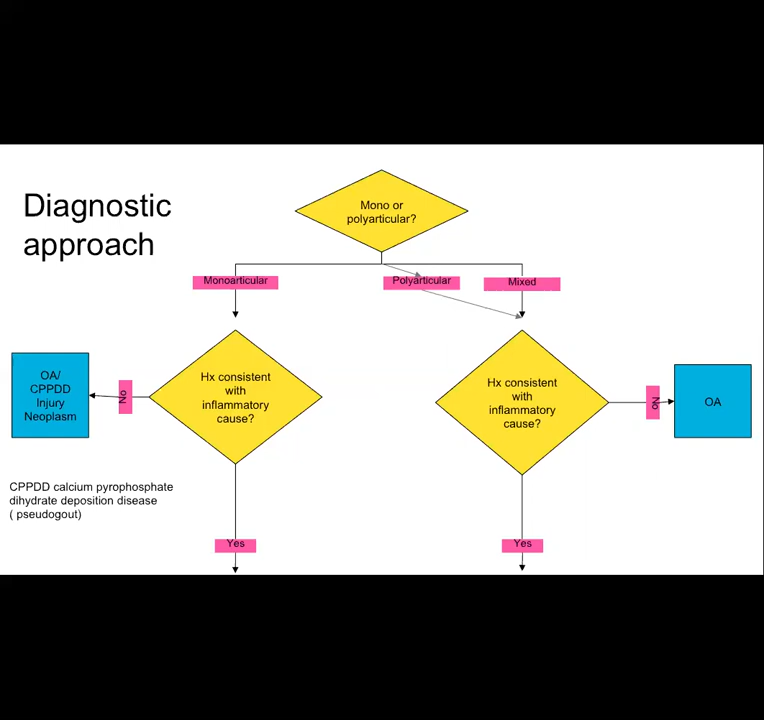 Diagnostic
approach
Mono or
polyarticular?
Monoarticular
Polyarticular
Mixed
OA/
CPPDD
Injury
Neoplasm
No
Hx consistent
with
inflammatory
cause?
Hx consistent
with
inflammatory
cause?
No
OA
CPPDD calcium pyrophosphate
dihydrate deposition disease
( pseudogout)
Yes
Yes